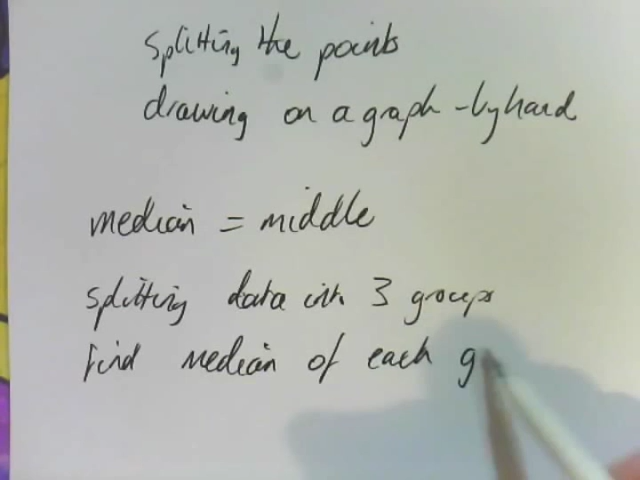 splitting the points
drawing on a graph - by hand
median = middle
splitting data into 3 groups
find median of each g